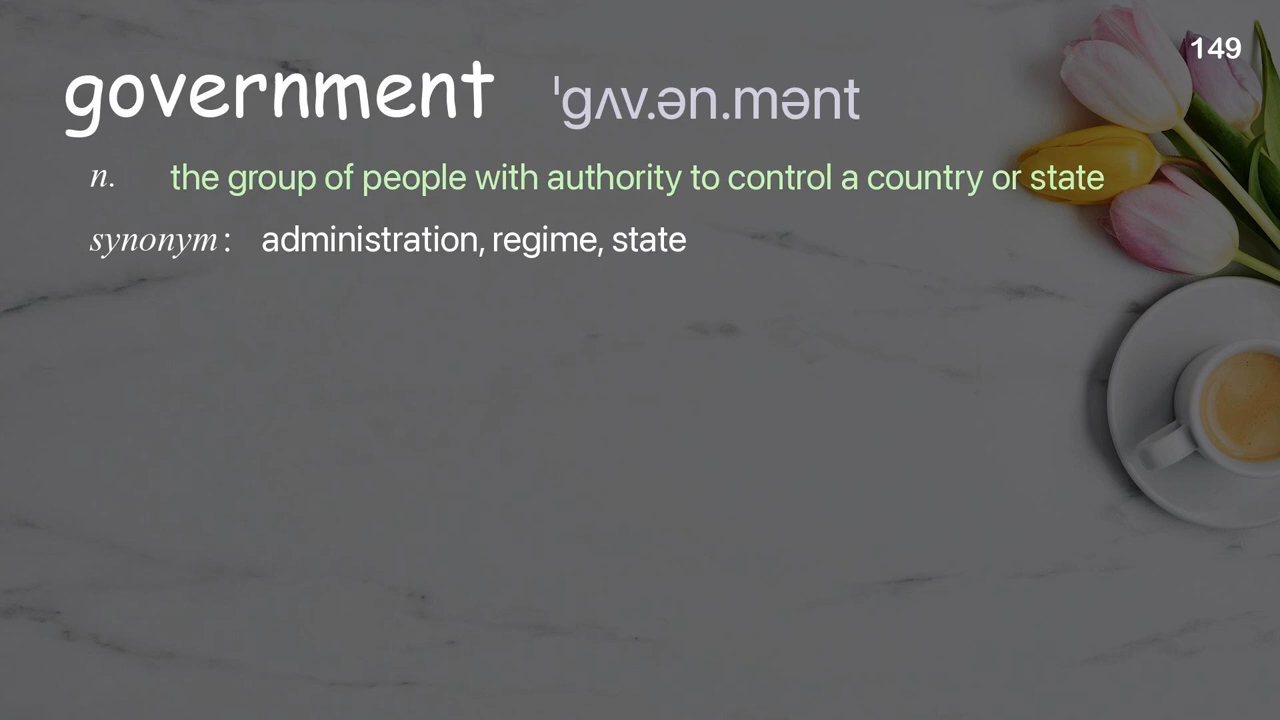 149
government ˈgʌv.ən.mənt
n. the group of people with authority to control a country or state
synonym: administration, regime, state